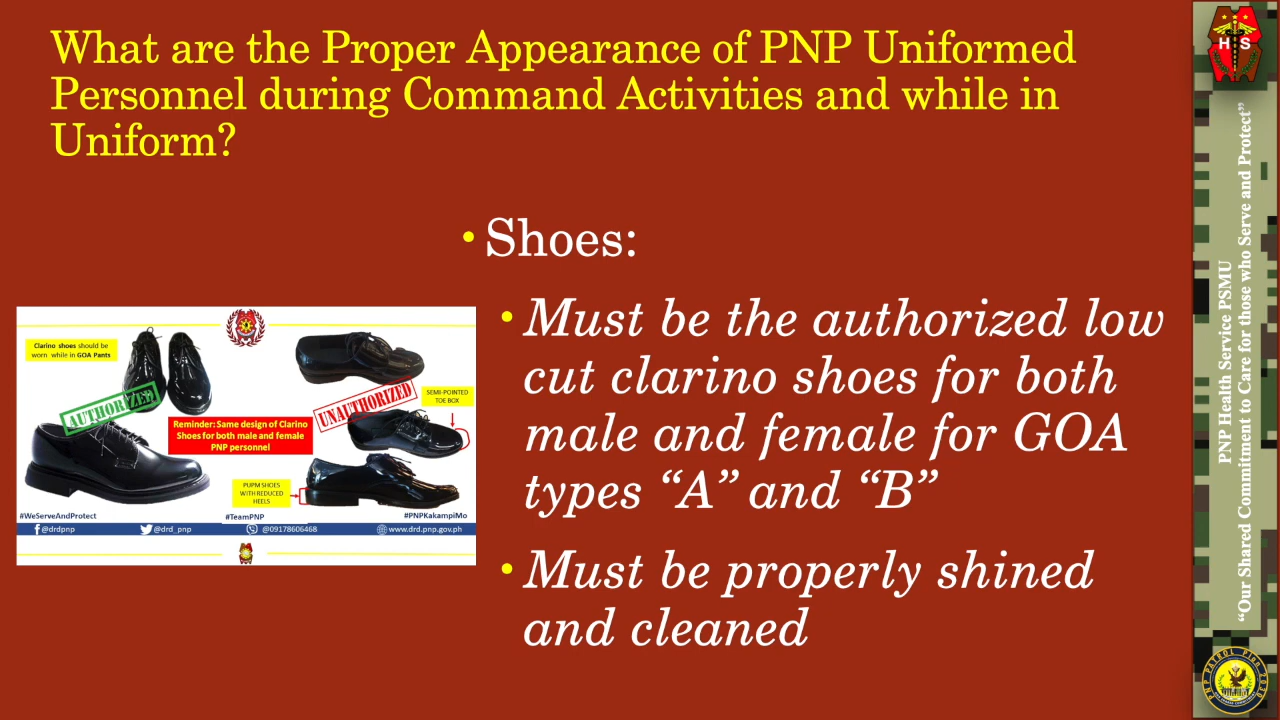 What are the Proper Appearance of PNP Uniformed
Personnel during Command Activities and while in
Uniform?
• Shoes:
• Must be the authorized low
cut clarino shoes for both
male and female for GOA
types “A” and “B”
• Must be properly shined
and cleaned
Clarino shoes should be
worn while in GOA Pants
AUTHORIZED
UNAUTHORIZED
SEMI-POINTED
TOE BOX
Reminder: Same design of Clarino
Shoes for both male and female
PNP personnel
PUPM SHOES
WITH REDUCED
HEELS
#WeServeAndProtect
#TeamPNP
#PNPKakampiMo
@drdpnp
@drd_pnp
@09178606468
www.drd.pnp.gov.ph
H S
PNP Health Service PSMU
“Our Shared Commitment to Care for those who Serve and Protect”
PNP PATROL Plan 2030